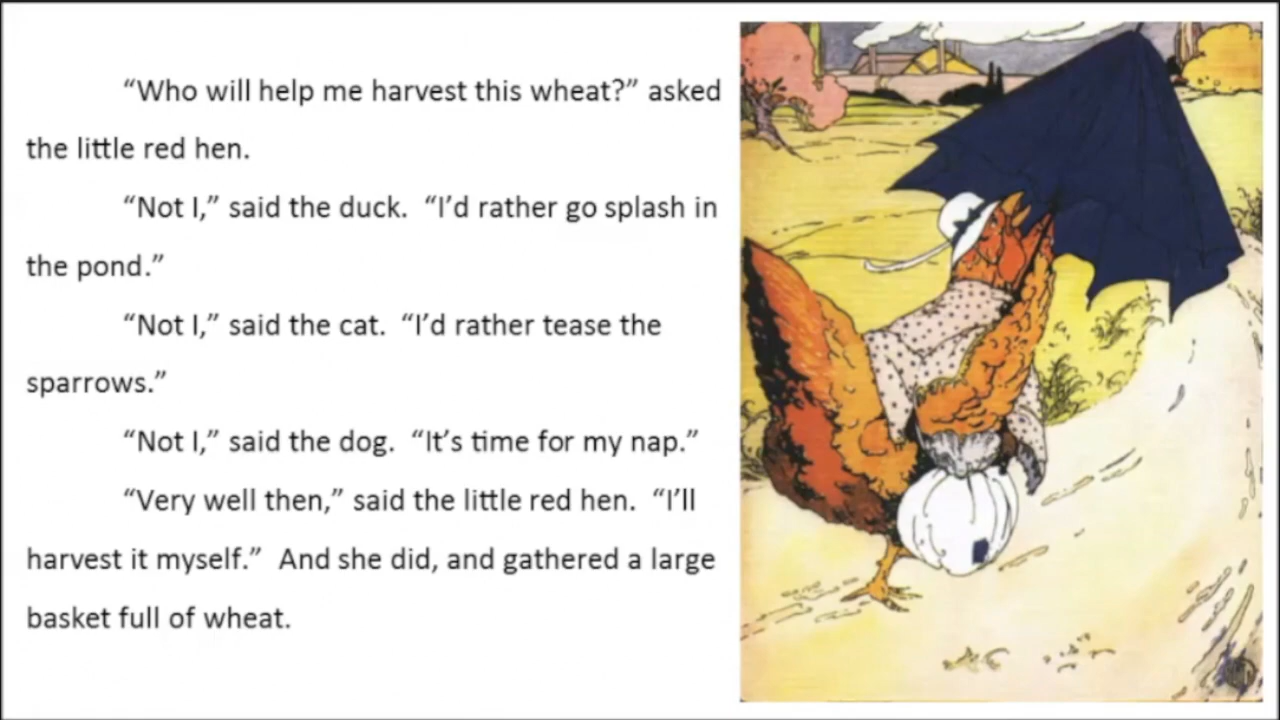 “Who will help me harvest this wheat?” asked
the little red hen.
“Not I,” said the duck.  “I’d rather go splash in
the pond.”
“Not I,” said the cat.  “I’d rather tease the
sparrows.”
“Not I,” said the dog.  “It’s time for my nap.”
“Very well then,” said the little red hen.  “I’ll
harvest it myself.”  And she did, and gathered a large
basket full of wheat.